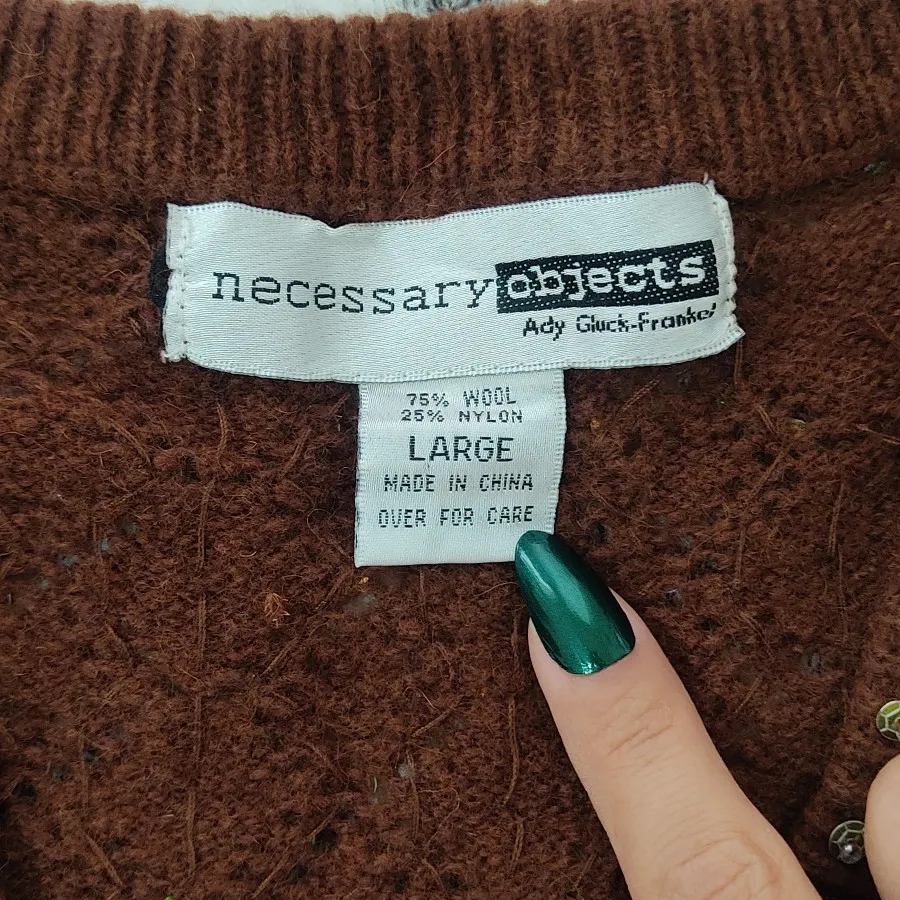 necessary objects
Ady Gluck-Frankel
75% WOOL
25% NYLON
LARGE
MADE IN CHINA
OVER FOR CARE